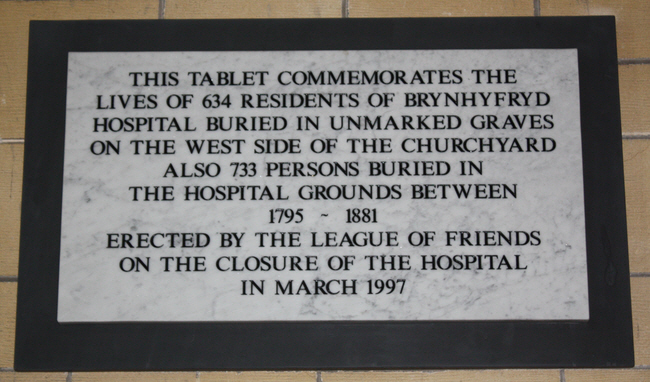 THIS TABLET COMMEMORATES THE
LIVES OF 634 RESIDENTS OF BRYNHYFRYD
HOSPITAL BURIED IN UNMARKED GRAVES
ON THE WEST SIDE OF THE CHURCHYARD
ALSO 733 PERSONS BURIED IN
THE HOSPITAL GROUNDS BETWEEN
1795 ~ 1881
ERECTED BY THE LEAGUE OF FRIENDS
ON THE CLOSURE OF THE HOSPITAL
IN MARCH 1997